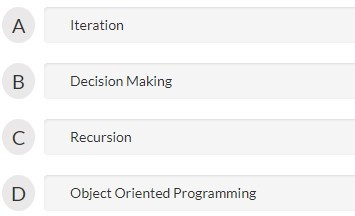 A Iteration
B Decision Making
C Recursion
D Object Oriented Programming